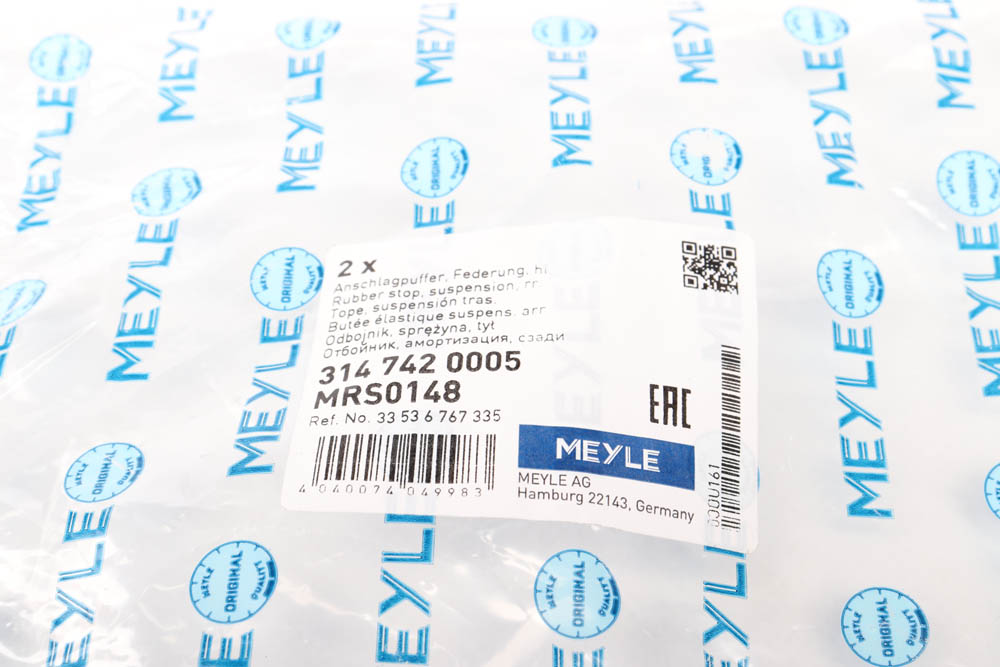 2 x
Anschlagpuffer, Federung, hi
Rubber stop, suspension, rr
Tope, suspensión tras.
Butée élastique suspens. arr
Odbojnik, sprężyna, tył
Отбойник, амортизация, сзади
314 742 0005
MRS0148
Ref. No. 33 53 6 767 335
4 040074 049983
EAC
MEYLE
MEYLE AG
Hamburg 22143, Germany
MEYLE
MEYLE ORIGINAL QUALITY